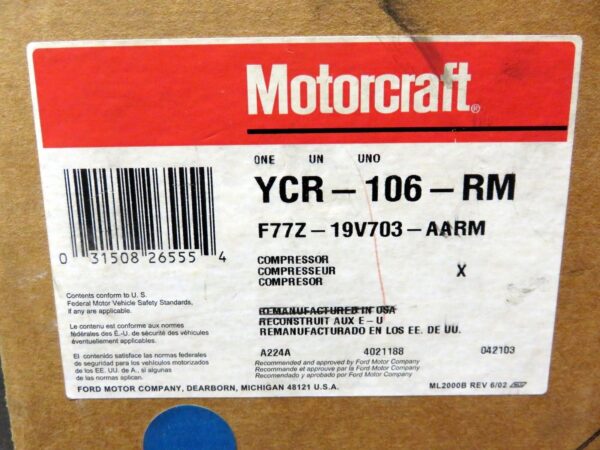 Motorcraft®
ONE UN UNO
YCR-106-RM
F77Z-19V703-AARM
COMPRESSOR
COMPRESEUR X
COMPRESOR
REMANUFACTURED IN USA
RECONSTRUIT AUX E-U
REMANUFACTURADO EN LOS EE. DE UU.
A224A 4021188 042103
Recommended and approved by Ford Motor Company
Recommande et approuve par la Ford Motor Company
Recomendado y aprobado por Ford Motor Company
0 31508 26555 4
Contents conform to U.S.
Federal Motor Vehicle Safety Standards,
if any are applicable.
Le contenu est conforme aux normes
fédérales des É.-U. de sécurité des véhicules
éventuellement applicables.
El contenido satisface las normas federales
de seguridad para los vehículos motorizados
de los EE. UU. de A., si algunas
de las normas aplican.
FORD MOTOR COMPANY, DEARBORN, MICHIGAN 48121 U.S.A. ML2000B REV 6/02